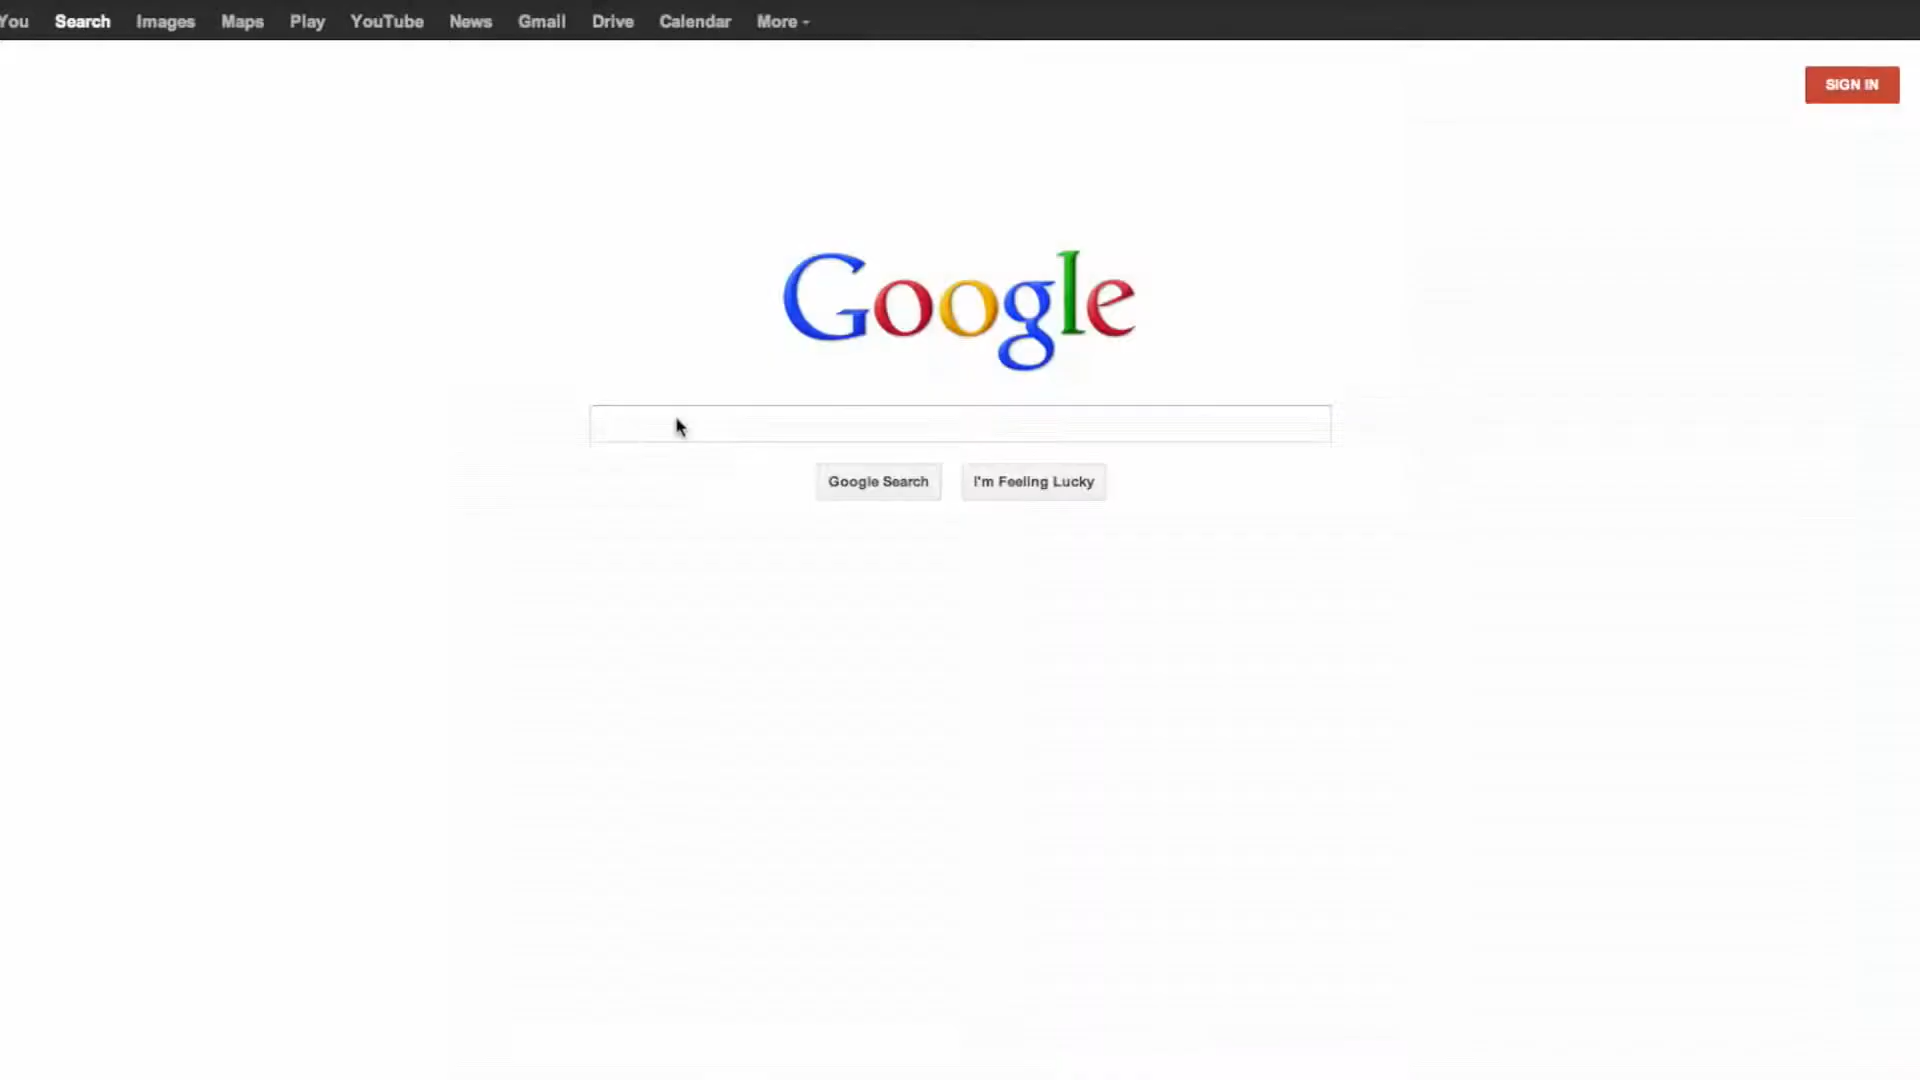 You Search Images Maps Play YouTube News Gmail Drive Calendar More
SIGN IN
Google
Google Search I'm Feeling Lucky